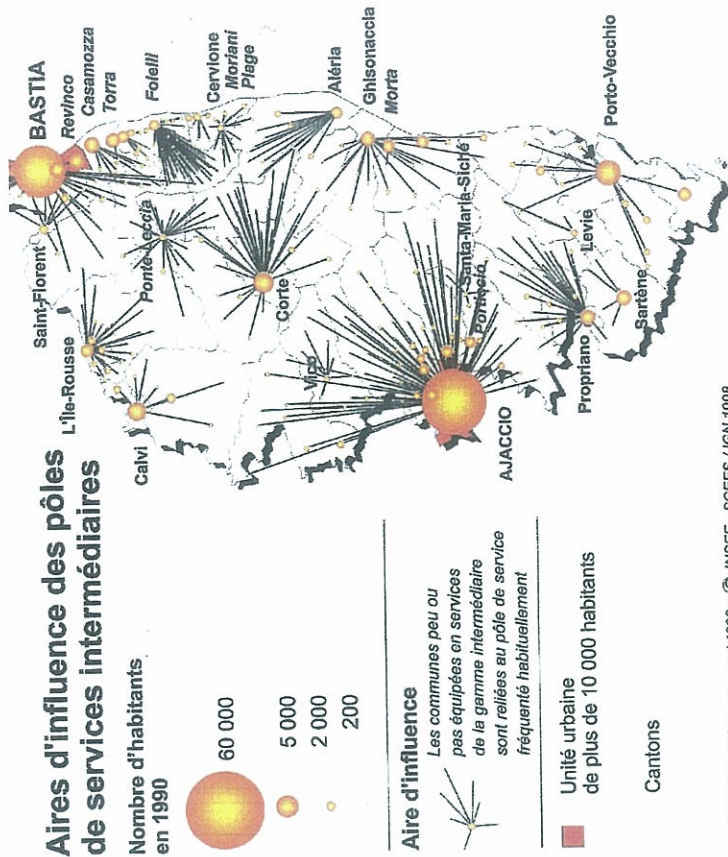 Aires d'influence des pôles
de services intermédiaires
Nombre d'habitants
en 1990
60 000
5 000
2 000
200
Aire d'influence
Les communes peu ou
pas équipées en services
de la gamme intermédiaire
sont reliées au pôle de service
fréquenté habituellement
Unité urbaine
de plus de 10 000 habitants
Cantons
Saint-Florent
BASTIA
Revinco
Casamozza
Torra
Folelli
Cervione
Moriani
Plage
L'Île-Rousse
Ponte-Leccia
Calvi
Corte
Aléria
Ghisonaccia
Morta
Vico
Santa-Maria-Siché
Porticcio
AJACCIO
Propriano
Levie
Sartène
Porto-Vecchio
© INSEE
IGN 1998